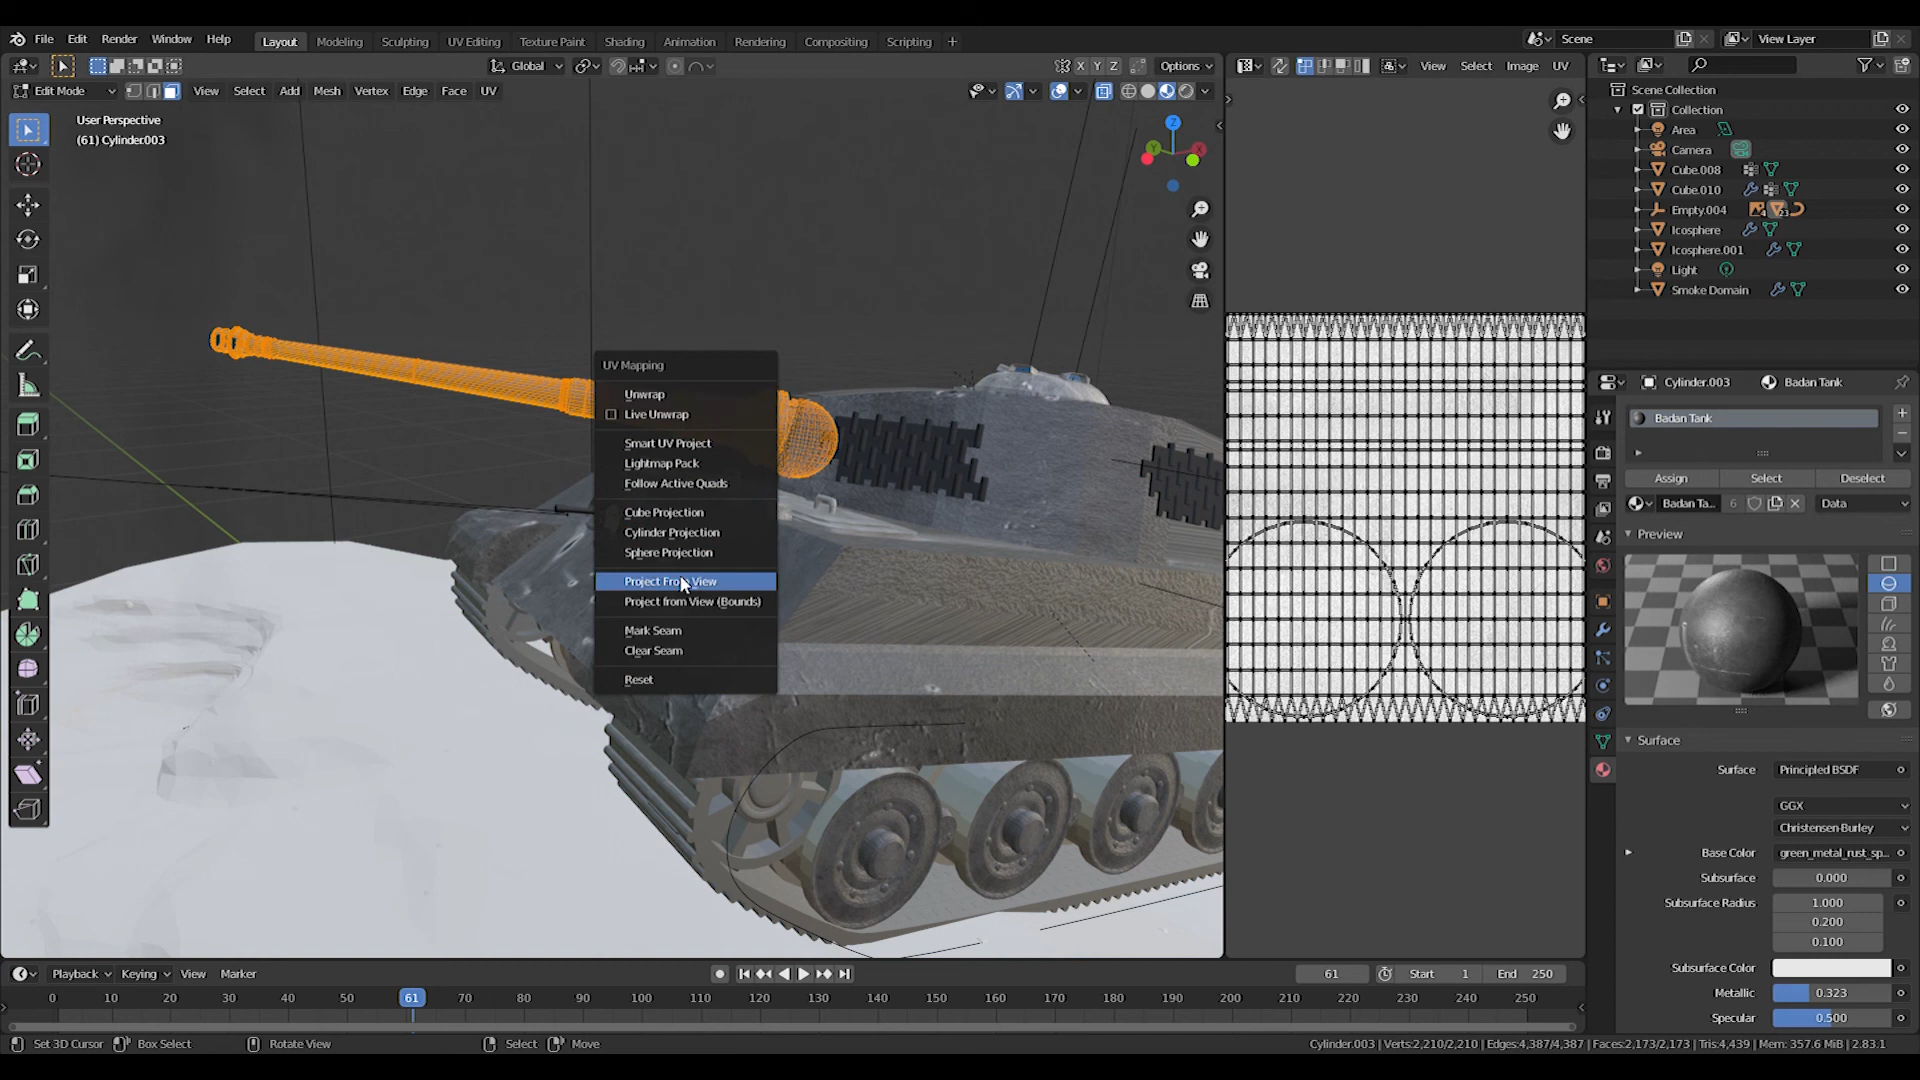 File Edit Render Window Help Layout Modeling Sculpting UV Editing Texture Paint Shading Animation Rendering Compositing Scripting + Scene View Layer
Global X Y Z Options View Select Image UV
Edit Mode View Select Add Mesh Vertex Edge Face UV
User Perspective
(61) Cylinder.003
Z
Y
X
UV Mapping
Unwrap
Live Unwrap
Smart UV Project
Lightmap Pack
Follow Active Quads
Cube Projection
Cylinder Projection
Sphere Projection
Project From View
Project from View (Bounds)
Mark Seam
Clear Seam
Reset
Scene Collection
Collection
Area
Camera
Cube.008
Cube.010
Empty.004 4 23
Icosphere
Icosphere.001
Light
Smoke Domain
Cylinder.003 Badan Tank
Badan Tank
Assign Select Deselect
Badan Ta... 6 Data
Preview
Surface
Surface Principled BSDF
GGX
Christensen-Burley
Base Color green_metal_rust_sp...
Subsurface 0.000
Subsurface Radius 1.000
0.200
0.100
Subsurface Color
Metallic 0.323
Specular 0.500
Playback Keying View Marker 61 Start 1 End 250
0 10 20 30 40 50 61 70 80 90 100 110 120 130 140 150 160 170 180 190 200 210 220 230 240 250
Set 3D Cursor Box Select Rotate View Select Move Cylinder.003 | Verts:2,210/2,210 | Edges:4,387/4,387 | Faces:2,173/2,173 | Tris:4,439 | Mem: 357.6 MiB | 2.83.1